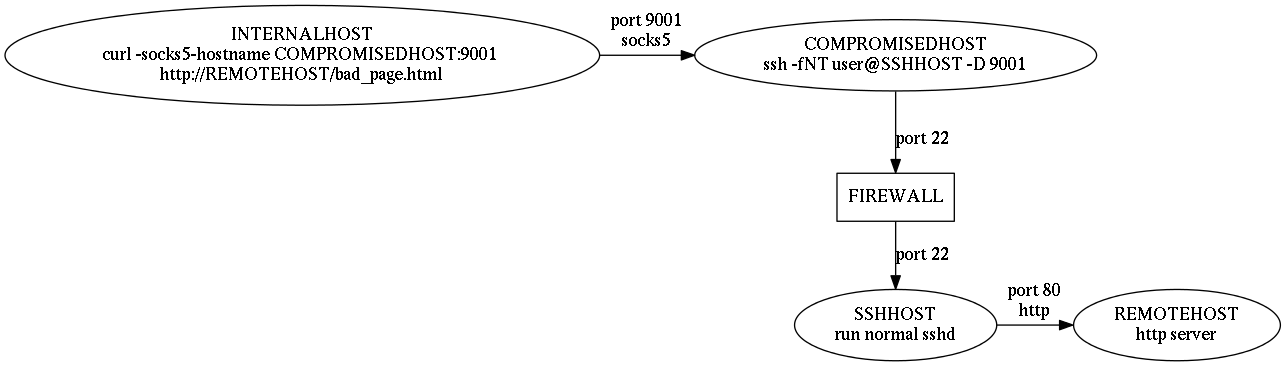 INTERNALHOST
curl -socks5-hostname COMPROMISEDHOST:9001
http://REMOTEHOST/bad_page.html
port 9001
socks5
COMPROMISEDHOST
ssh -fNT user@SSHHOST -D 9001
port 22
FIREWALL
port 22
SSHHOST
run normal sshd
port 80
http
REMOTEHOST
http server